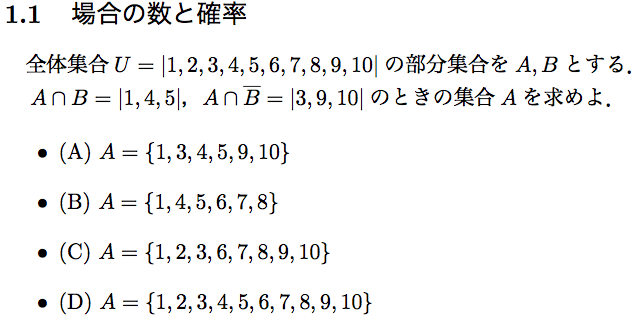 1.1 場合の数と確率
全体集合 U = |1, 2, 3, 4, 5, 6, 7, 8, 9, 10| の部分集合を A, B とする．
A ∩ B = |1, 4, 5|，A ∩ B̅ = |3, 9, 10| のときの集合 A を求めよ．
• (A) A = {1, 3, 4, 5, 9, 10}
• (B) A = {1, 4, 5, 6, 7, 8}
• (C) A = {1, 2, 3, 6, 7, 8, 9, 10}
• (D) A = {1, 2, 3, 4, 5, 6, 7, 8, 9, 10}